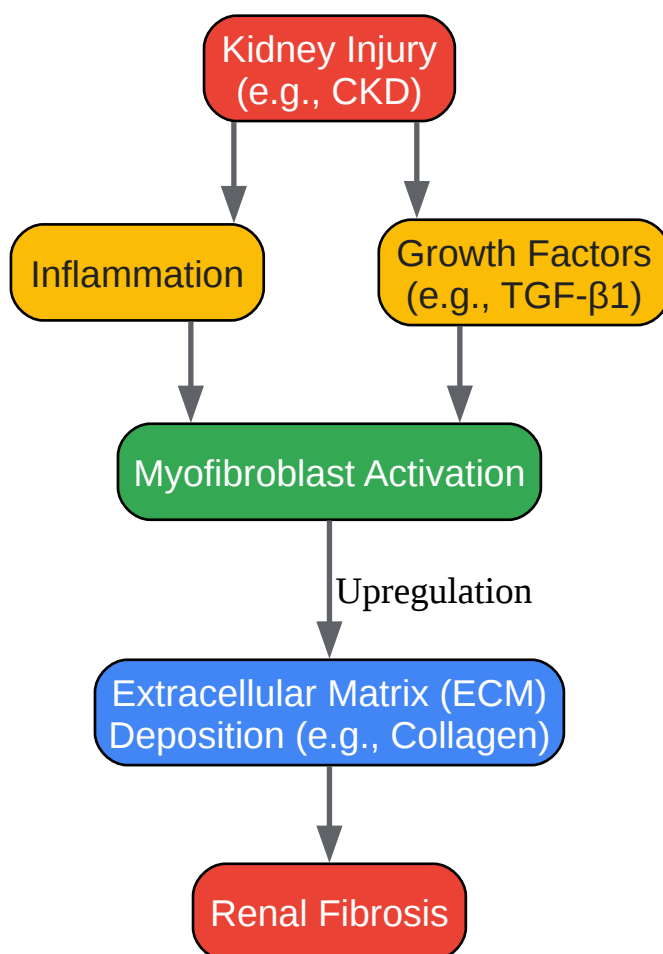 Kidney Injury
(e.g., CKD)
Inflammation
Growth Factors
(e.g., TGF-β1)
Myofibroblast Activation
Upregulation
Extracellular Matrix (ECM)
Deposition (e.g., Collagen)
Renal Fibrosis